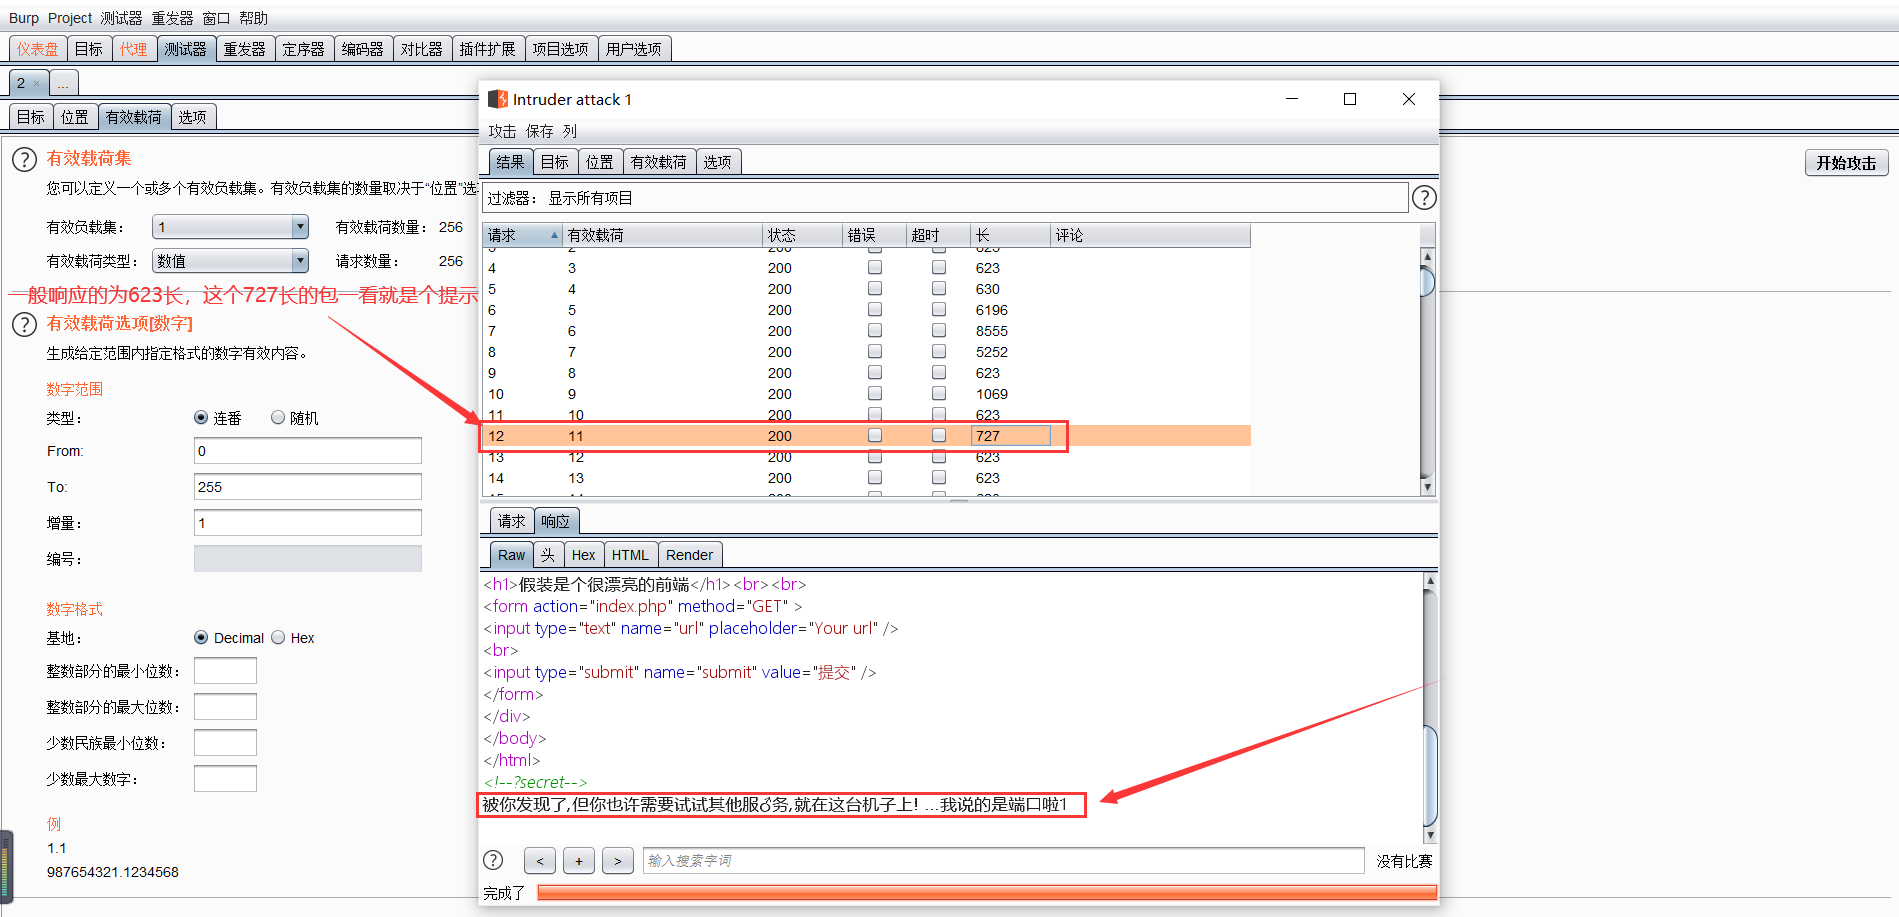 Burp Project 测试器 重发器 窗口 帮助
仪表盘 目标 代理 测试器 重发器 定序器 编码器 对比器 插件扩展 项目选项 用户选项
2 × ...
目标 位置 有效载荷 选项
有效载荷集
您可以定义一个或多个有效负载集。有效负载集的数量取决于“位置”选
有效负载集： 1 有效载荷数量： 256
有效载荷类型： 数值 请求数量： 256
一般响应的为623长，这个727长的包一看就是个提示
有效载荷选项[数字]
生成给定范围内指定格式的数字有效内容。
数字范围
类型： 连番 随机
From: 0
To: 255
增量： 1
编号：
数字格式
基地： Decimal Hex
整数部分的最小位数：
整数部分的最大位数：
少数民族最小位数：
少数最大数字：
例
1.1
987654321.1234568
开始攻击
Intruder attack 1
攻击 保存 列
结果 目标 位置 有效载荷 选项
过滤器： 显示所有项目
请求 有效载荷 状态 错误 超时 长 评论
3 2 200 623
4 3 200 623
5 4 200 630
6 5 200 6196
7 6 200 8555
8 7 200 5252
9 8 200 623
10 9 200 1069
11 10 200 623
12 11 200 727
13 12 200 623
14 13 200 623
请求 响应
Raw 头 Hex HTML Render
<h1>假装是个很漂亮的前端</h1><br><br>
<form action="index.php" method="GET" >
<input type="text" name="url" placeholder="Your url" />
<br>
<input type="submit" name="submit" value="提交" />
</form>
</div>
</body>
</html>
<!--?secret-->
被你发现了,但你也许需要试试其他服♂务,就在这台机子上! ...我说的是端口啦1
< + > 输入搜索字词 没有比赛
完成了